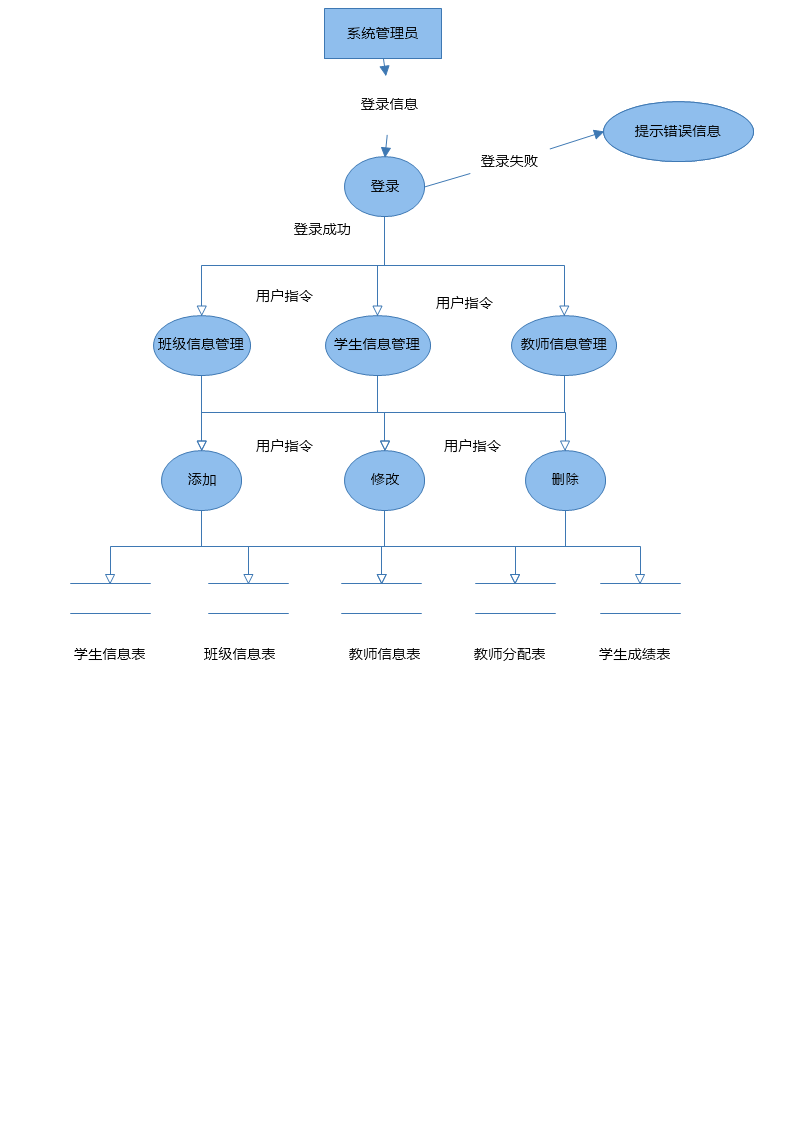 系统管理员
登录信息
提示错误信息
登录失败
登录
登录成功
用户指令
用户指令
班级信息管理
学生信息管理
教师信息管理
用户指令
用户指令
添加
修改
删除
学生信息表
班级信息表
教师信息表
教师分配表
学生成绩表